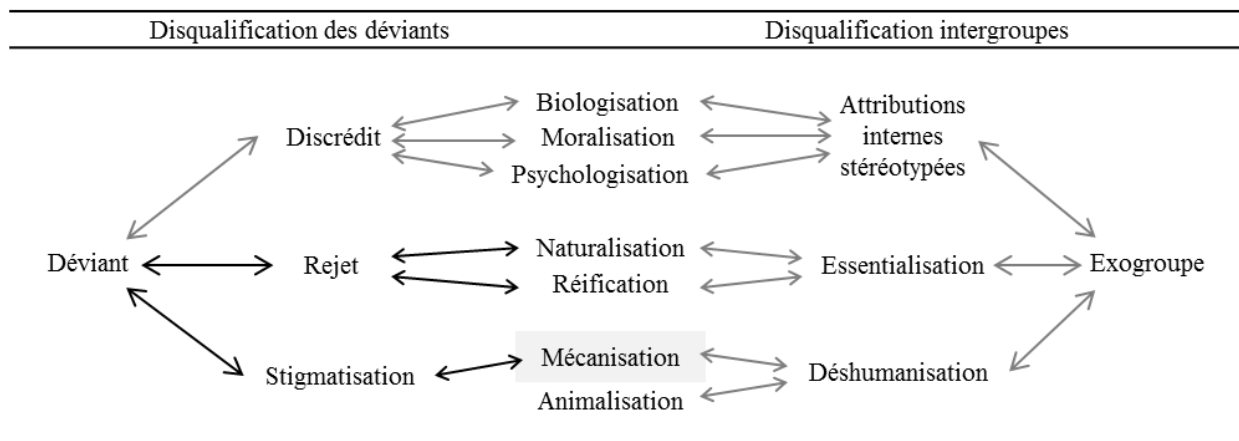 Disqualification des déviants
Disqualification intergroupes
Biologisation
Attributions
Discrédit
Moralisation
internes
Psychologisation
stéréotypées
Naturalisation
Déviant
Rejet
Essentialisation
Exogroupe
Réification
Mécanisation
Stigmatisation
Déshumanisation
Animalisation